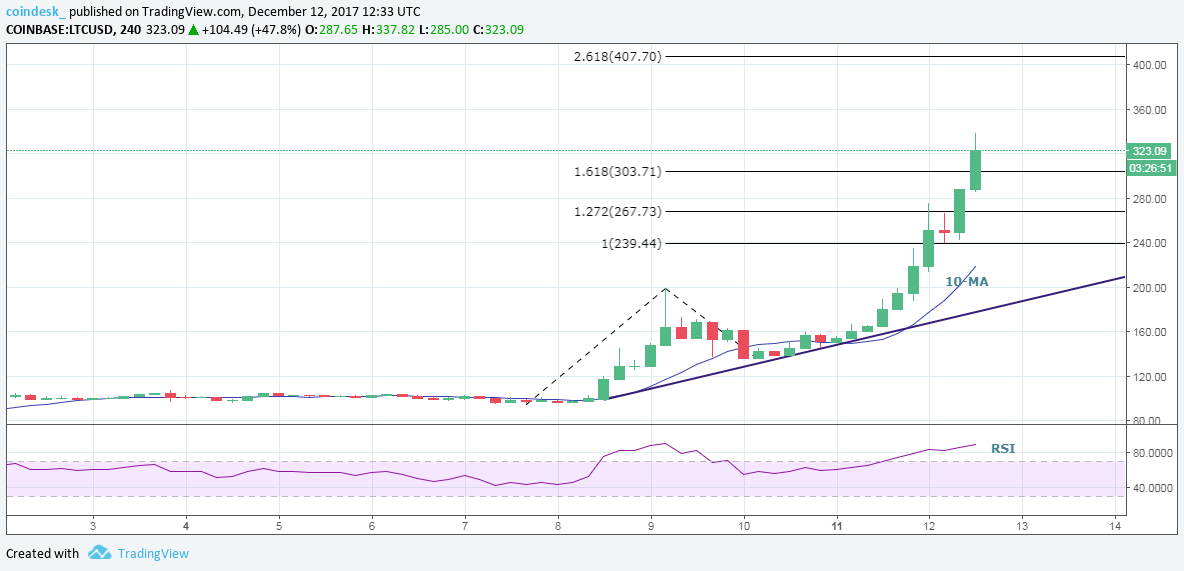 coindesk_ published on TradingView.com, December 12, 2017 12:33 UTC
COINBASE:LTCUSD, 240 323.09 ▲ +104.49 (+47.8%) O:287.65 H:337.82 L:285.00 C:323.09
2.618(407.70)
400.00
360.00
323.09
03:26:51
1.618(303.71)
280.00
1.272(267.73)
1(239.44)
240.00
10-MA
200.00
160.00
120.00
80.00
RSI
80.0000
40.0000
3 4 5 6 7 8 9 10 11 12 13 14
Created with TradingView